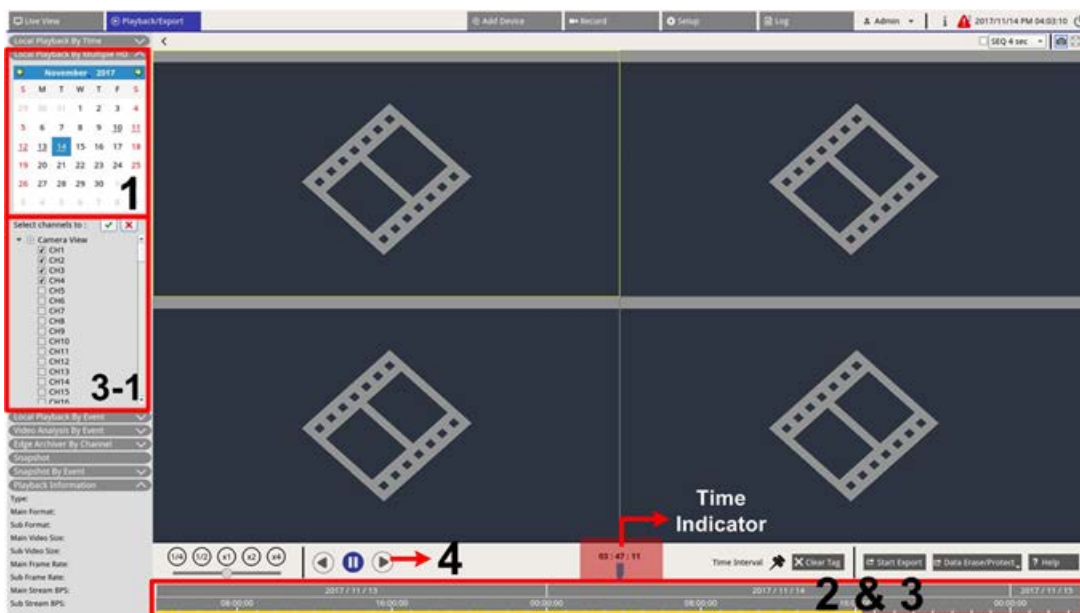 Live View
Playback/Export
Add Device
Record
Setup
Log
Admin
i
2017/11/14 PM 04:03:10
Local Playback By Time
SEQ 4 sec
Local Playback By Multiple HD
November 2017
S M T W T F S
29 30 31 1 2 3 4
5 6 7 8 9 10 11
12 13 14 15 16 17 18
19 20 21 22 23 24 25
26 27 28 29 30
3 4 5 6 7 8
1
Select channels to :
Camera View
CH1
CH2
CH3
CH4
CH5
CH6
CH7
CH8
CH9
CH10
CH11
CH12
CH13
CH14
CH15
CH16
3-1
Local Playback By Event
Video Analysis By Event
Edge Archiver By Channel
Snapshot
Snapshot By Event
Playback Information
Type:
Main Format:
Sub Format:
Main Video Size:
Sub Video Size:
Main Frame Rate:
Sub Frame Rate:
Main Stream BPS:
Sub Stream BPS:
Time
Indicator
1/4 1/2 x1 x2 x4
4
03 : 47 : 11
Time Interval
Clear Tag
Start Export
Data Erase/Protect
? Help
2 & 3
2017 / 11 / 13
2017 / 11 / 14
2017 / 11 / 15
08:00:00
16:00:00
00:00:00
08:00:00
00:00:00